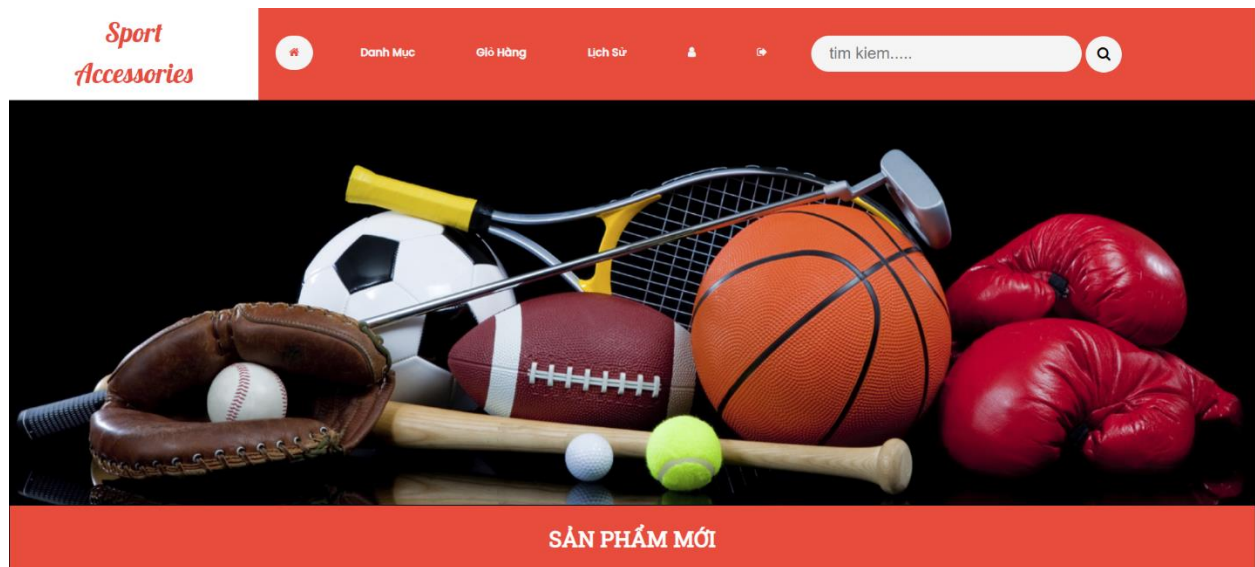 Sport
Accessories
Danh Mục
Giỏ Hàng
Lịch Sử
tim kiem.....
SẢN PHẨM MỚI